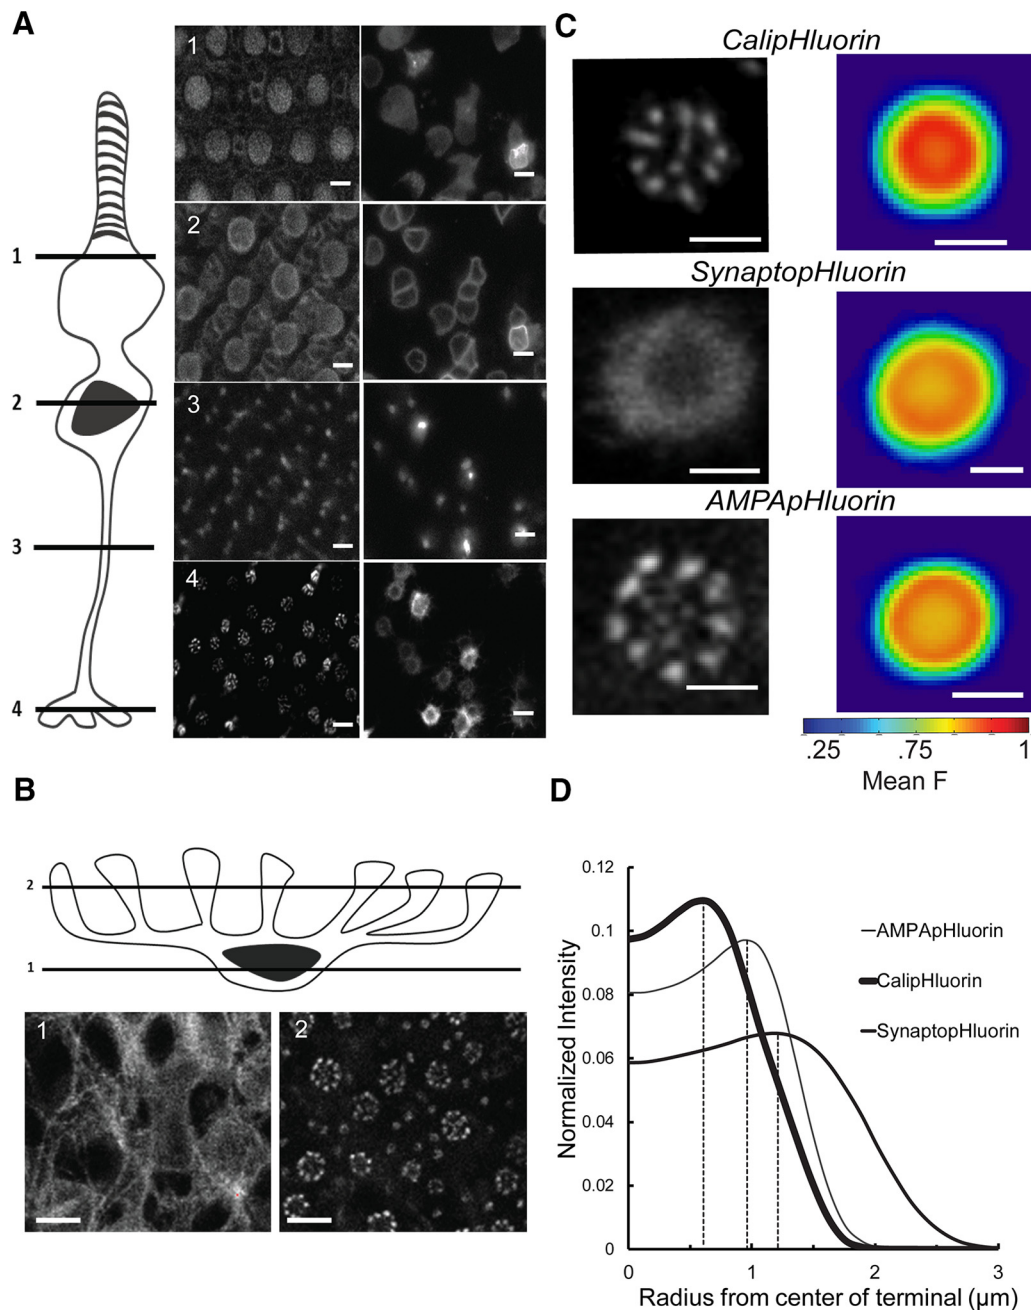 A
1
2
3
4
1
2
3
4
B
2
1
1
2
C
CalipHluorin
SynaptopHluorin
AMPApHluorin
.25 .75 1
Mean F
D
0.12
0.1
0.08
0.06
0.04
0.02
0
0 1 2 3
Normalized Intensity
Radius from center of terminal (µm)
AMPApHluorin
CalipHluorin
SynaptopHluorin